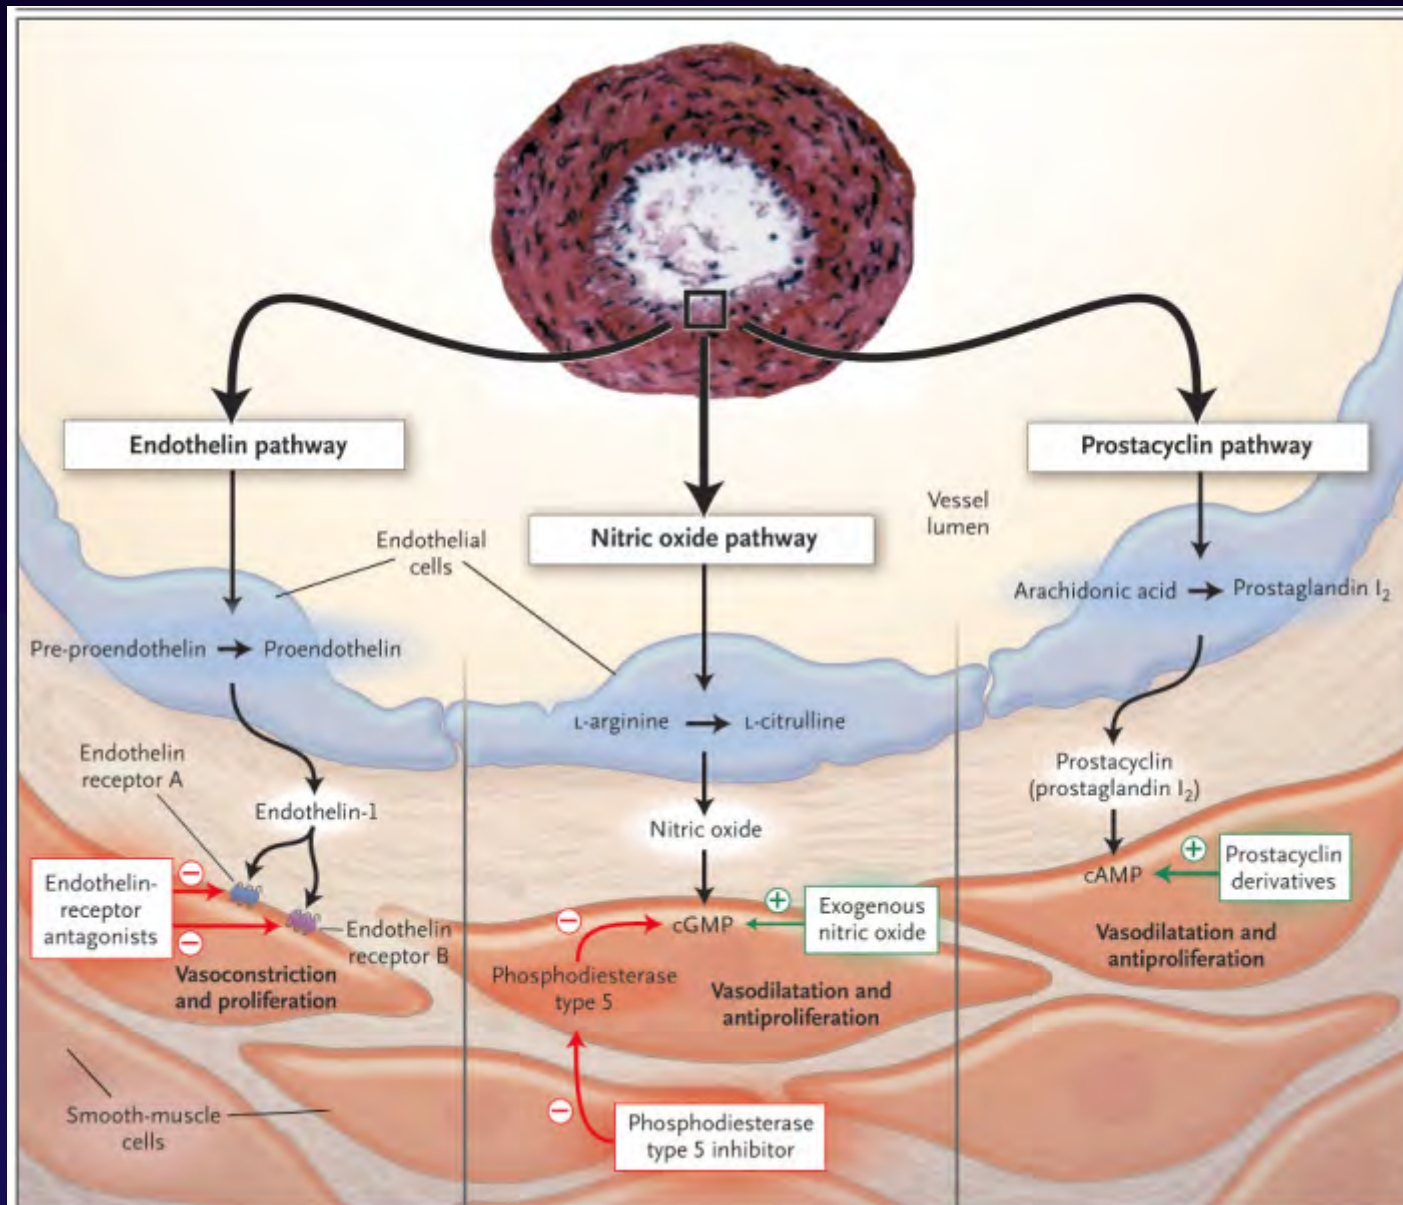 Endothelin pathway
Prostacyclin pathway
Nitric oxide pathway
Vessel
lumen
Endothelial
cells
Arachidonic acid → Prostaglandin I₂
Pre-proendothelin → Proendothelin
L-arginine → L-citrulline
Endothelin
receptor A
Endothelin-1
Nitric oxide
Prostacyclin
(prostaglandin I₂)
Endothelin-
receptor
antagonists
−
−
Endothelin
receptor B
Vasoconstriction
and proliferation
−
cGMP
+
Exogenous
nitric oxide
Phosphodiesterase
type 5
Vasodilatation and
antiproliferation
cAMP
+
Prostacyclin
derivatives
Vasodilatation and
antiproliferation
Smooth-muscle
cells
−
Phosphodiesterase
type 5 inhibitor